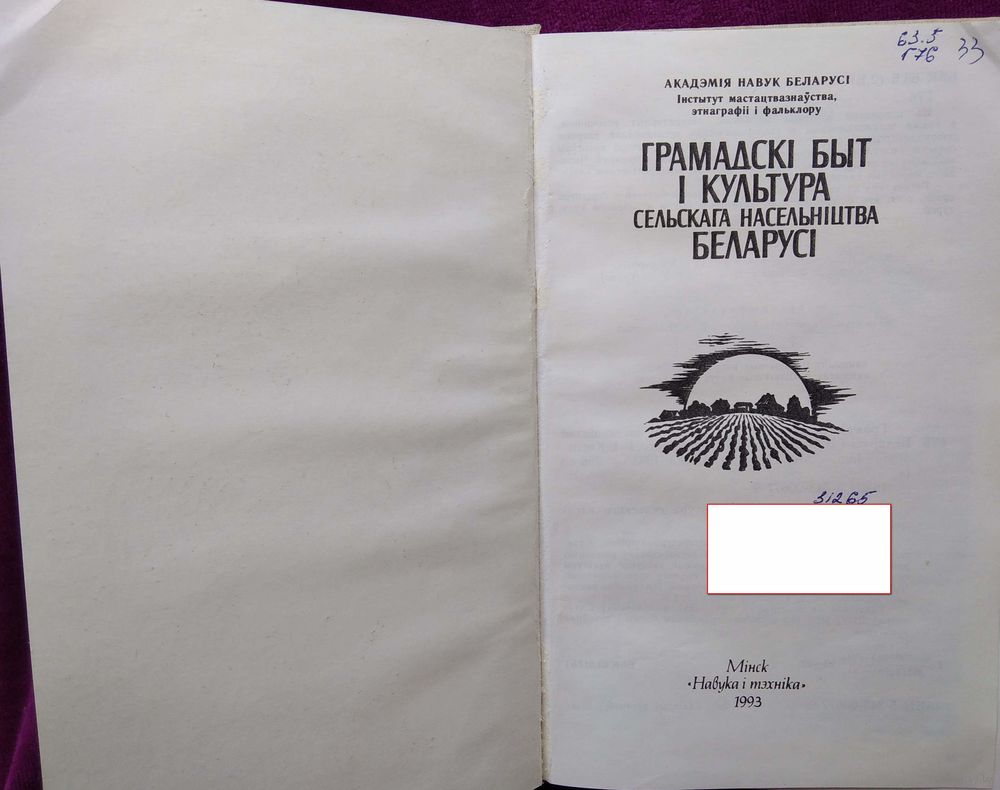 63.5
Г76
33
АКАДЭМІЯ НАВУК БЕЛАРУСІ
Інстытут мастацтвазнаўства,
этнаграфіі і фальклору
ГРАМАДСКІ БЫТ
І КУЛЬТУРА
СЕЛЬСКАГА НАСЕЛЬНІЦТВА
БЕЛАРУСІ
31265
Мінск
«Навука і тэхніка»
1993